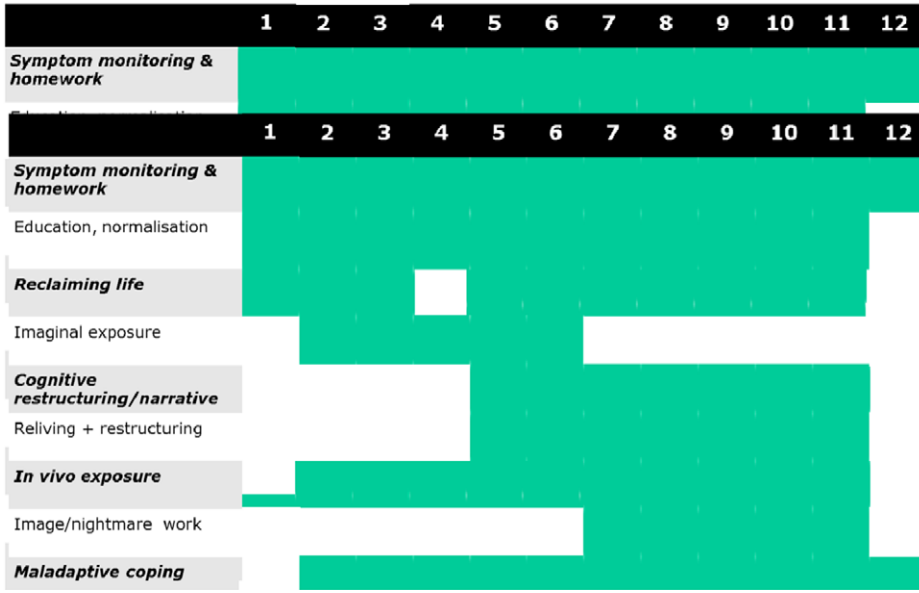 1 2 3 4 5 6 7 8 9 10 11 12
Symptom monitoring &
homework
1 2 3 4 5 6 7 8 9 10 11 12
Symptom monitoring &
homework
Education, normalisation
Reclaiming life
Imaginal exposure
Cognitive
restructuring/narrative
Reliving + restructuring
In vivo exposure
Image/nightmare work
Maladaptive coping